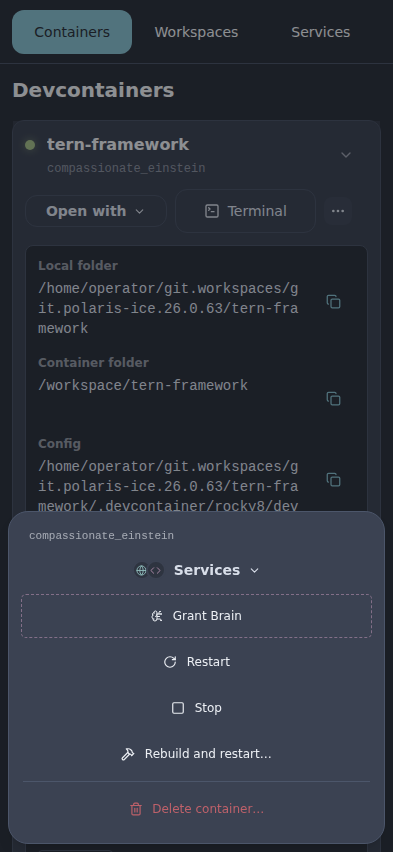 Containers Workspaces Services
Devcontainers
tern-framework
compassionate_einstein
Open with Terminal
Local folder
/home/operator/git.workspaces/g
it.polaris-ice.26.0.63/tern-fra
mework
Container folder
/workspace/tern-framework
Config
/home/operator/git.workspaces/g
it.polaris-ice.26.0.63/tern-fra
mework/.devcontainer/rocky8/dev
compassionate_einstein
Services
Grant Brain
Restart
Stop
Rebuild and restart...
Delete container...